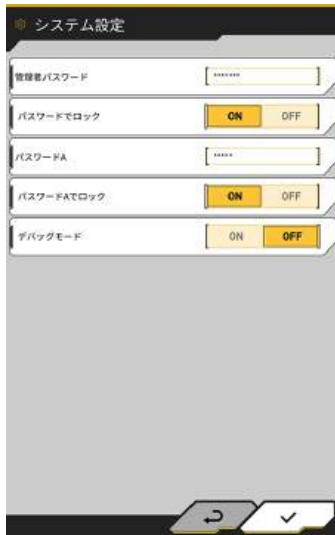 システム設定
管理者パスワード
*******
パスワードでロック
ON OFF
パスワードA
*****
パスワードAでロック
ON OFF
デバッグモード
ON OFF